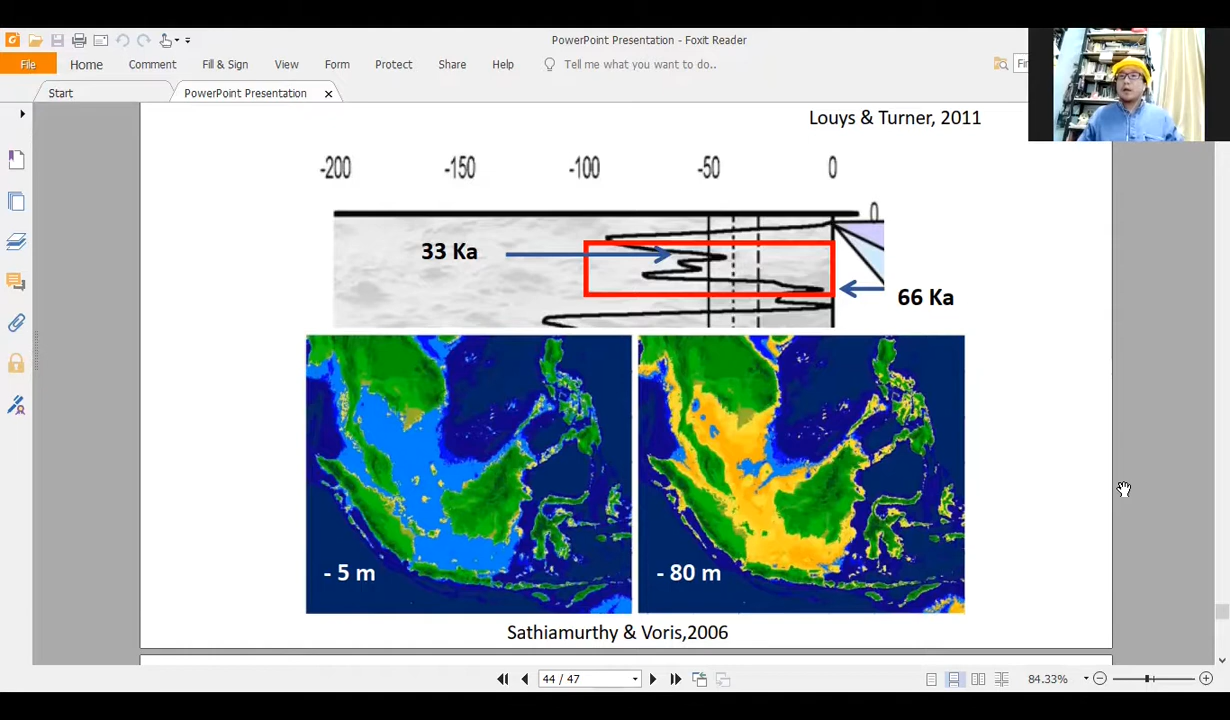 PowerPoint Presentation - Foxit Reader
File Home Comment Fill & Sign View Form Protect Share Help Tell me what you want to do..
Start PowerPoint Presentation
Louys & Turner, 2011
-200 -150 -100 -50 0
0
33 Ka
66 Ka
- 5 m - 80 m
Sathiamurthy & Voris,2006
44 / 47 84.33%